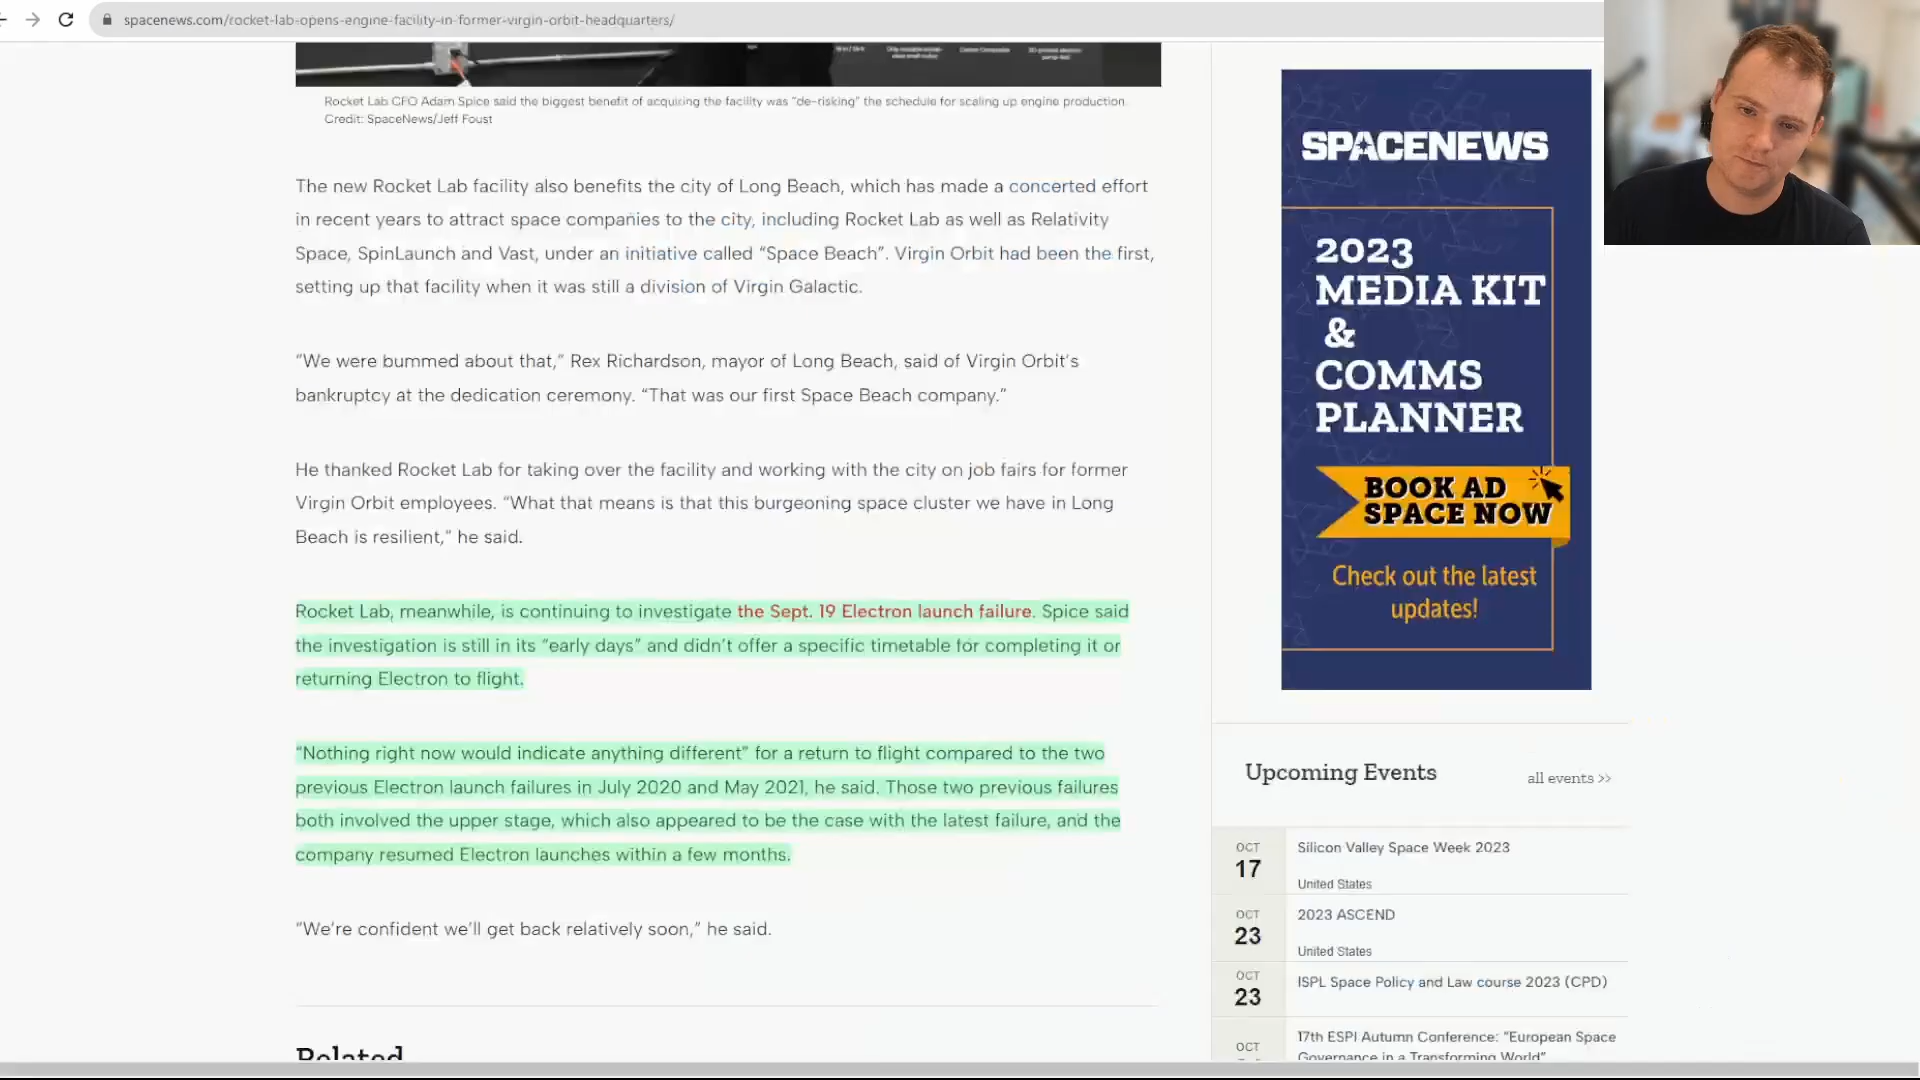 spacenews.com/rocket-lab-opens-engine-facility-in-former-virgin-orbit-headquarters/
Rocket Lab CFO Adam Spice said the biggest benefit of acquiring the facility was “de-risking” the schedule for scaling up engine production.
Credit: SpaceNews/Jeff Foust
The new Rocket Lab facility also benefits the city of Long Beach, which has made a concerted effort
in recent years to attract space companies to the city, including Rocket Lab as well as Relativity
Space, SpinLaunch and Vast, under an initiative called “Space Beach”. Virgin Orbit had been the first,
setting up that facility when it was still a division of Virgin Galactic.
“We were bummed about that,” Rex Richardson, mayor of Long Beach, said of Virgin Orbit’s
bankruptcy at the dedication ceremony. “That was our first Space Beach company.”
He thanked Rocket Lab for taking over the facility and working with the city on job fairs for former
Virgin Orbit employees. “What that means is that this burgeoning space cluster we have in Long
Beach is resilient,” he said.
Rocket Lab, meanwhile, is continuing to investigate the Sept. 19 Electron launch failure. Spice said
the investigation is still in its “early days” and didn’t offer a specific timetable for completing it or
returning Electron to flight.
“Nothing right now would indicate anything different” for a return to flight compared to the two
previous Electron launch failures in July 2020 and May 2021, he said. Those two previous failures
both involved the upper stage, which also appeared to be the case with the latest failure, and the
company resumed Electron launches within a few months.
“We’re confident we’ll get back relatively soon,” he said.
Related
SPACENEWS
2023
MEDIA KIT
&
COMMS
PLANNER
BOOK AD
SPACE NOW
Check out the latest
updates!
Upcoming Events
all events >>
OCT
17
Silicon Valley Space Week 2023
United States
OCT
23
2023 ASCEND
United States
OCT
23
ISPL Space Policy and Law course 2023 (CPD)
OCT
17th ESPI Autumn Conference: “European Space
Governance in a Transforming World”